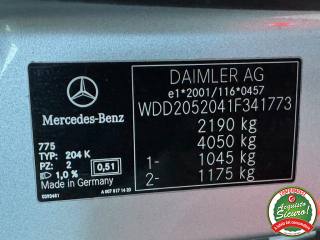 DAIMLER AG
e1*2001/116*0457
WDD2052041F341773
2190 kg
4050 kg
1- 1045 kg
2- 1175 kg
Mercedes-Benz
775
TYP: 204 K
PZ: 2
1,0 % 0,51
Made in Germany
Acquisto
Sicuro!